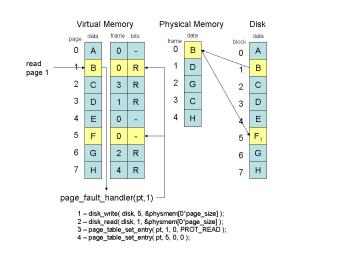 Virtual Memory Physical Memory Disk
page data frame bits frame data block data
0 A 0 - 0 B 0 A
1 B 0 R 1 D 1 B
2 C 3 R 2 G 2 C
3 D 1 R 3 C 3 D
4 E 0 - 4 H 4 E
5 F 0 - 5 F1
6 G 2 R 6 G
7 H 4 R 7 H
read
page 1
page_fault_handler(pt,1)
1 – disk_write( disk, 5, &physmem[0*page_size] );
2 – disk_read( disk, 1, &physmem[0*page_size] );
3 – page_table_set_entry( pt, 1, 0, PROT_READ );
4 – page_table_set_entry( pt, 5, 0, 0 );